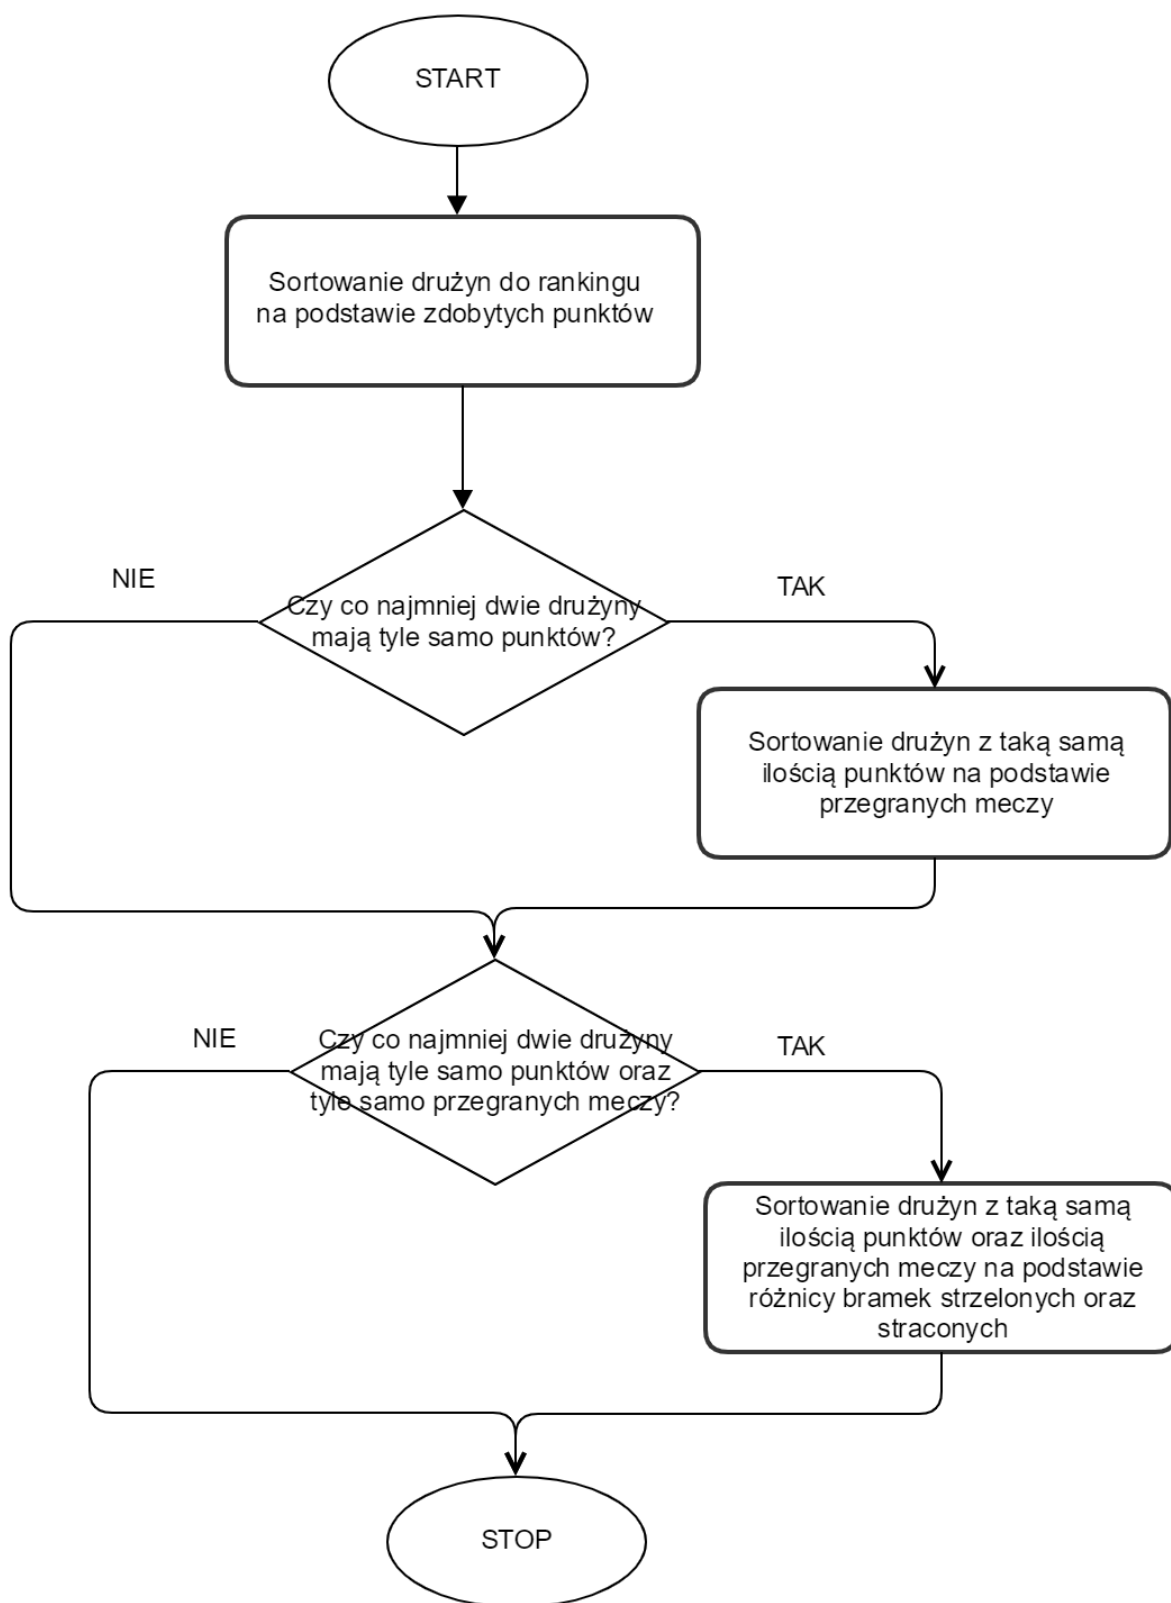 START
Sortowanie drużyn do rankingu
na podstawie zdobytych punktów
NIE
TAK
Czy co najmniej dwie drużyny
mają tyle samo punktów?
Sortowanie drużyn z taką samą
ilością punktów na podstawie
przegranych meczy
NIE
TAK
Czy co najmniej dwie drużyny
mają tyle samo punktów oraz
tyle samo przegranych meczy?
Sortowanie drużyn z taką samą
ilością punktów oraz ilością
przegranych meczy na podstawie
różnicy bramek strzelonych oraz
straconych
STOP